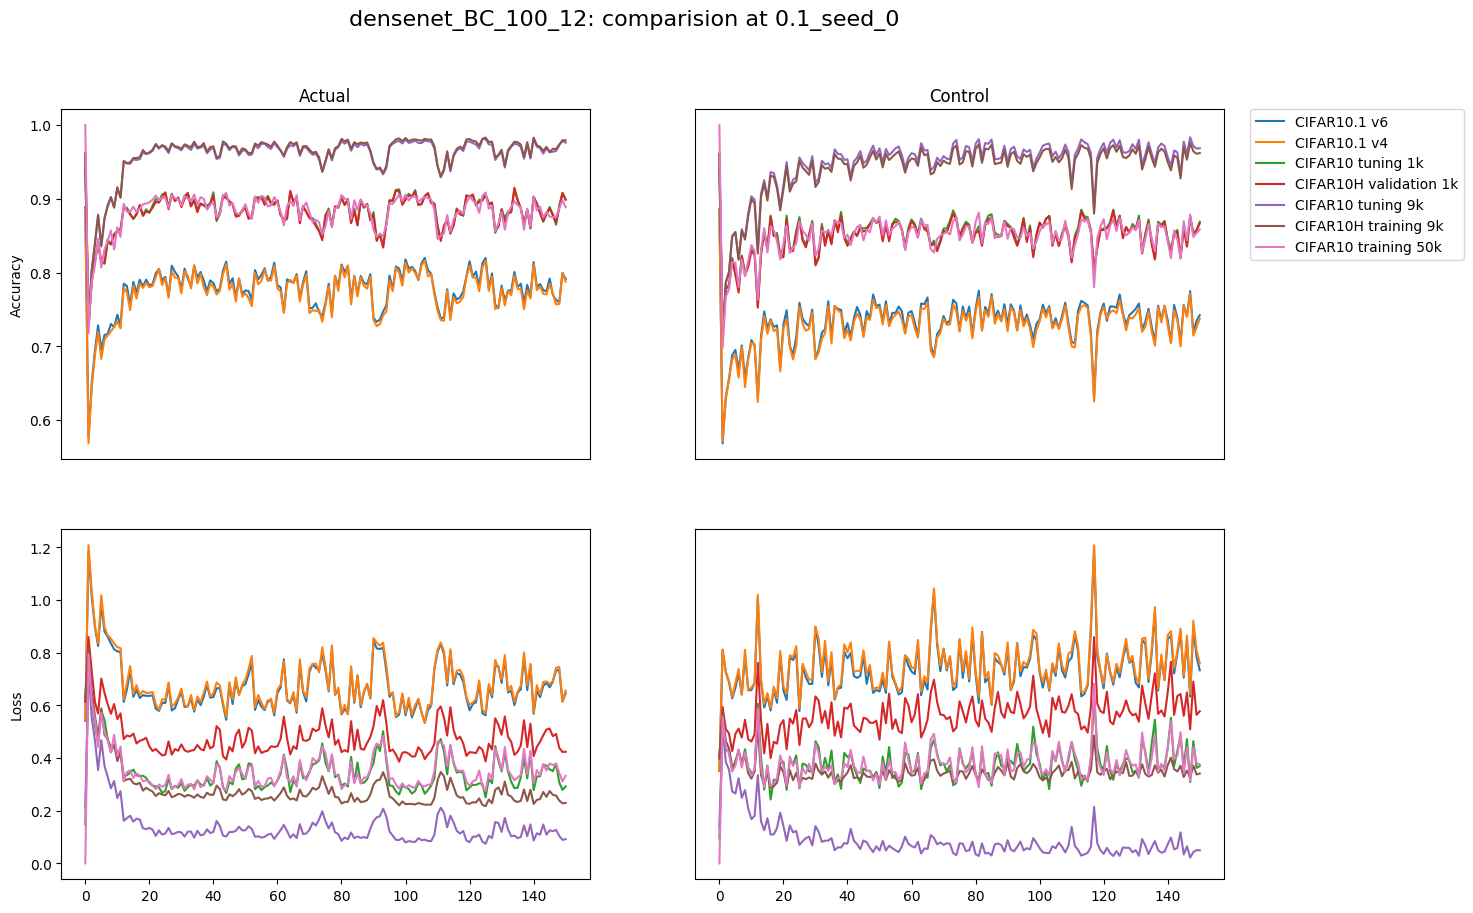 densenet_BC_100_12: comparision at 0.1_seed_0
Actual
Control
CIFAR10.1 v6
CIFAR10.1 v4
CIFAR10 tuning 1k
CIFAR10H validation 1k
CIFAR10 tuning 9k
CIFAR10H training 9k
CIFAR10 training 50k
Accuracy
1.0
0.9
0.8
0.7
0.6
Loss
1.2
1.0
0.8
0.6
0.4
0.2
0.0
0 20 40 60 80 100 120 140
0 20 40 60 80 100 120 140